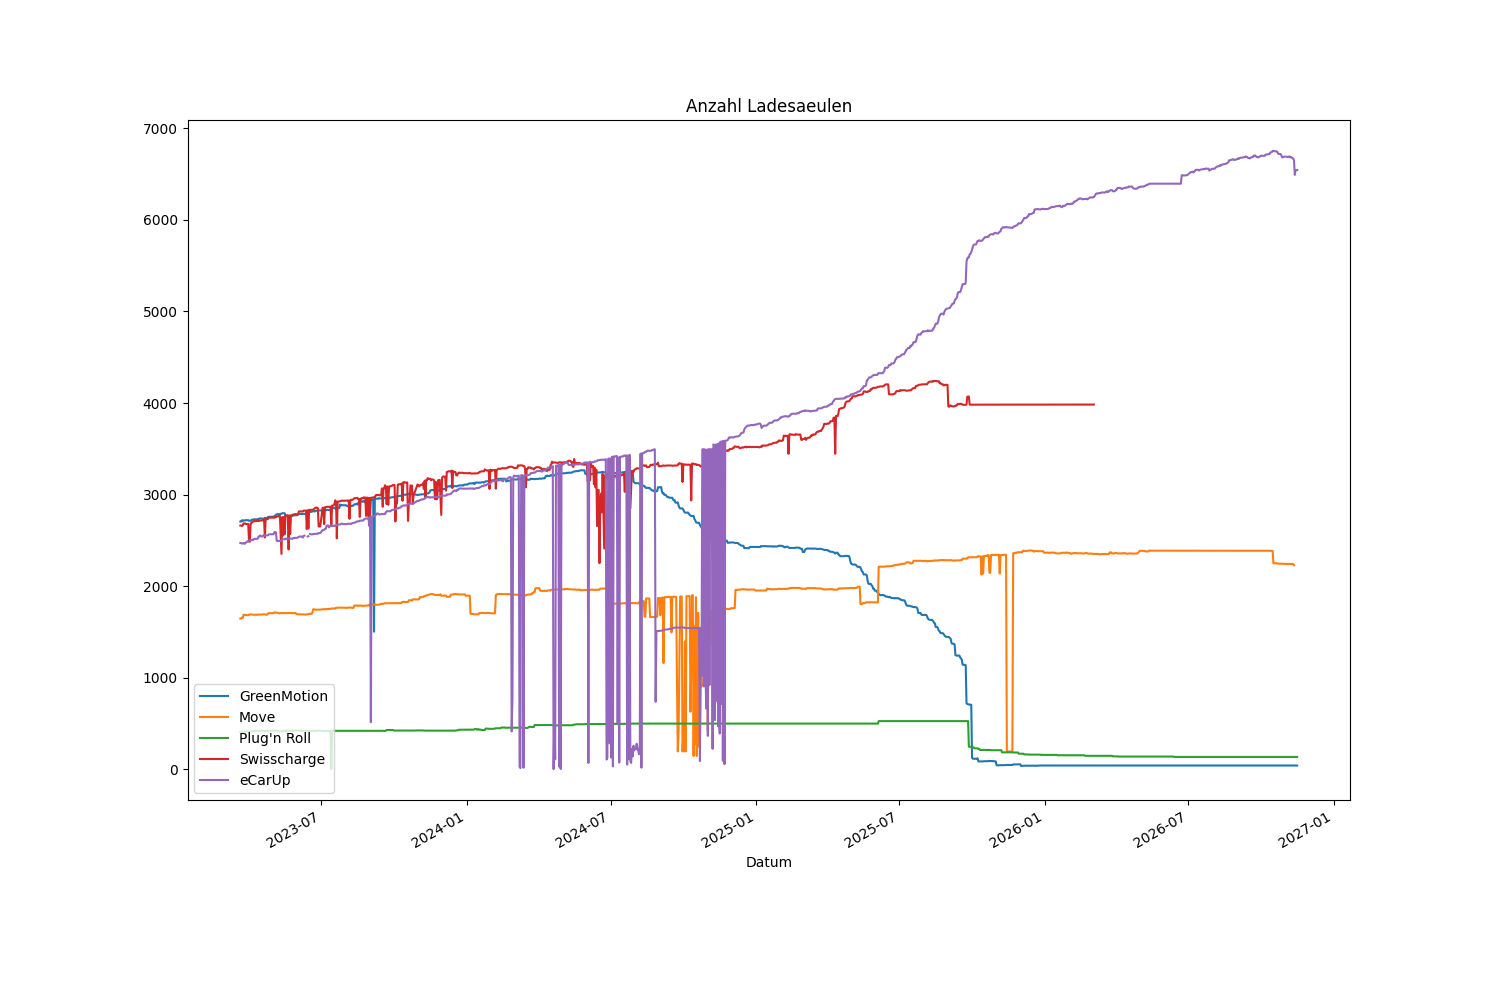 Anzahl Ladesaeulen
7000
6000
5000
4000
3000
2000
1000
0
GreenMotion
Move
Plug'n Roll
Swisscharge
eCarUp
2023-07
2024-01
2024-07
2025-01
2025-07
2026-01
2026-07
2027-01
Datum